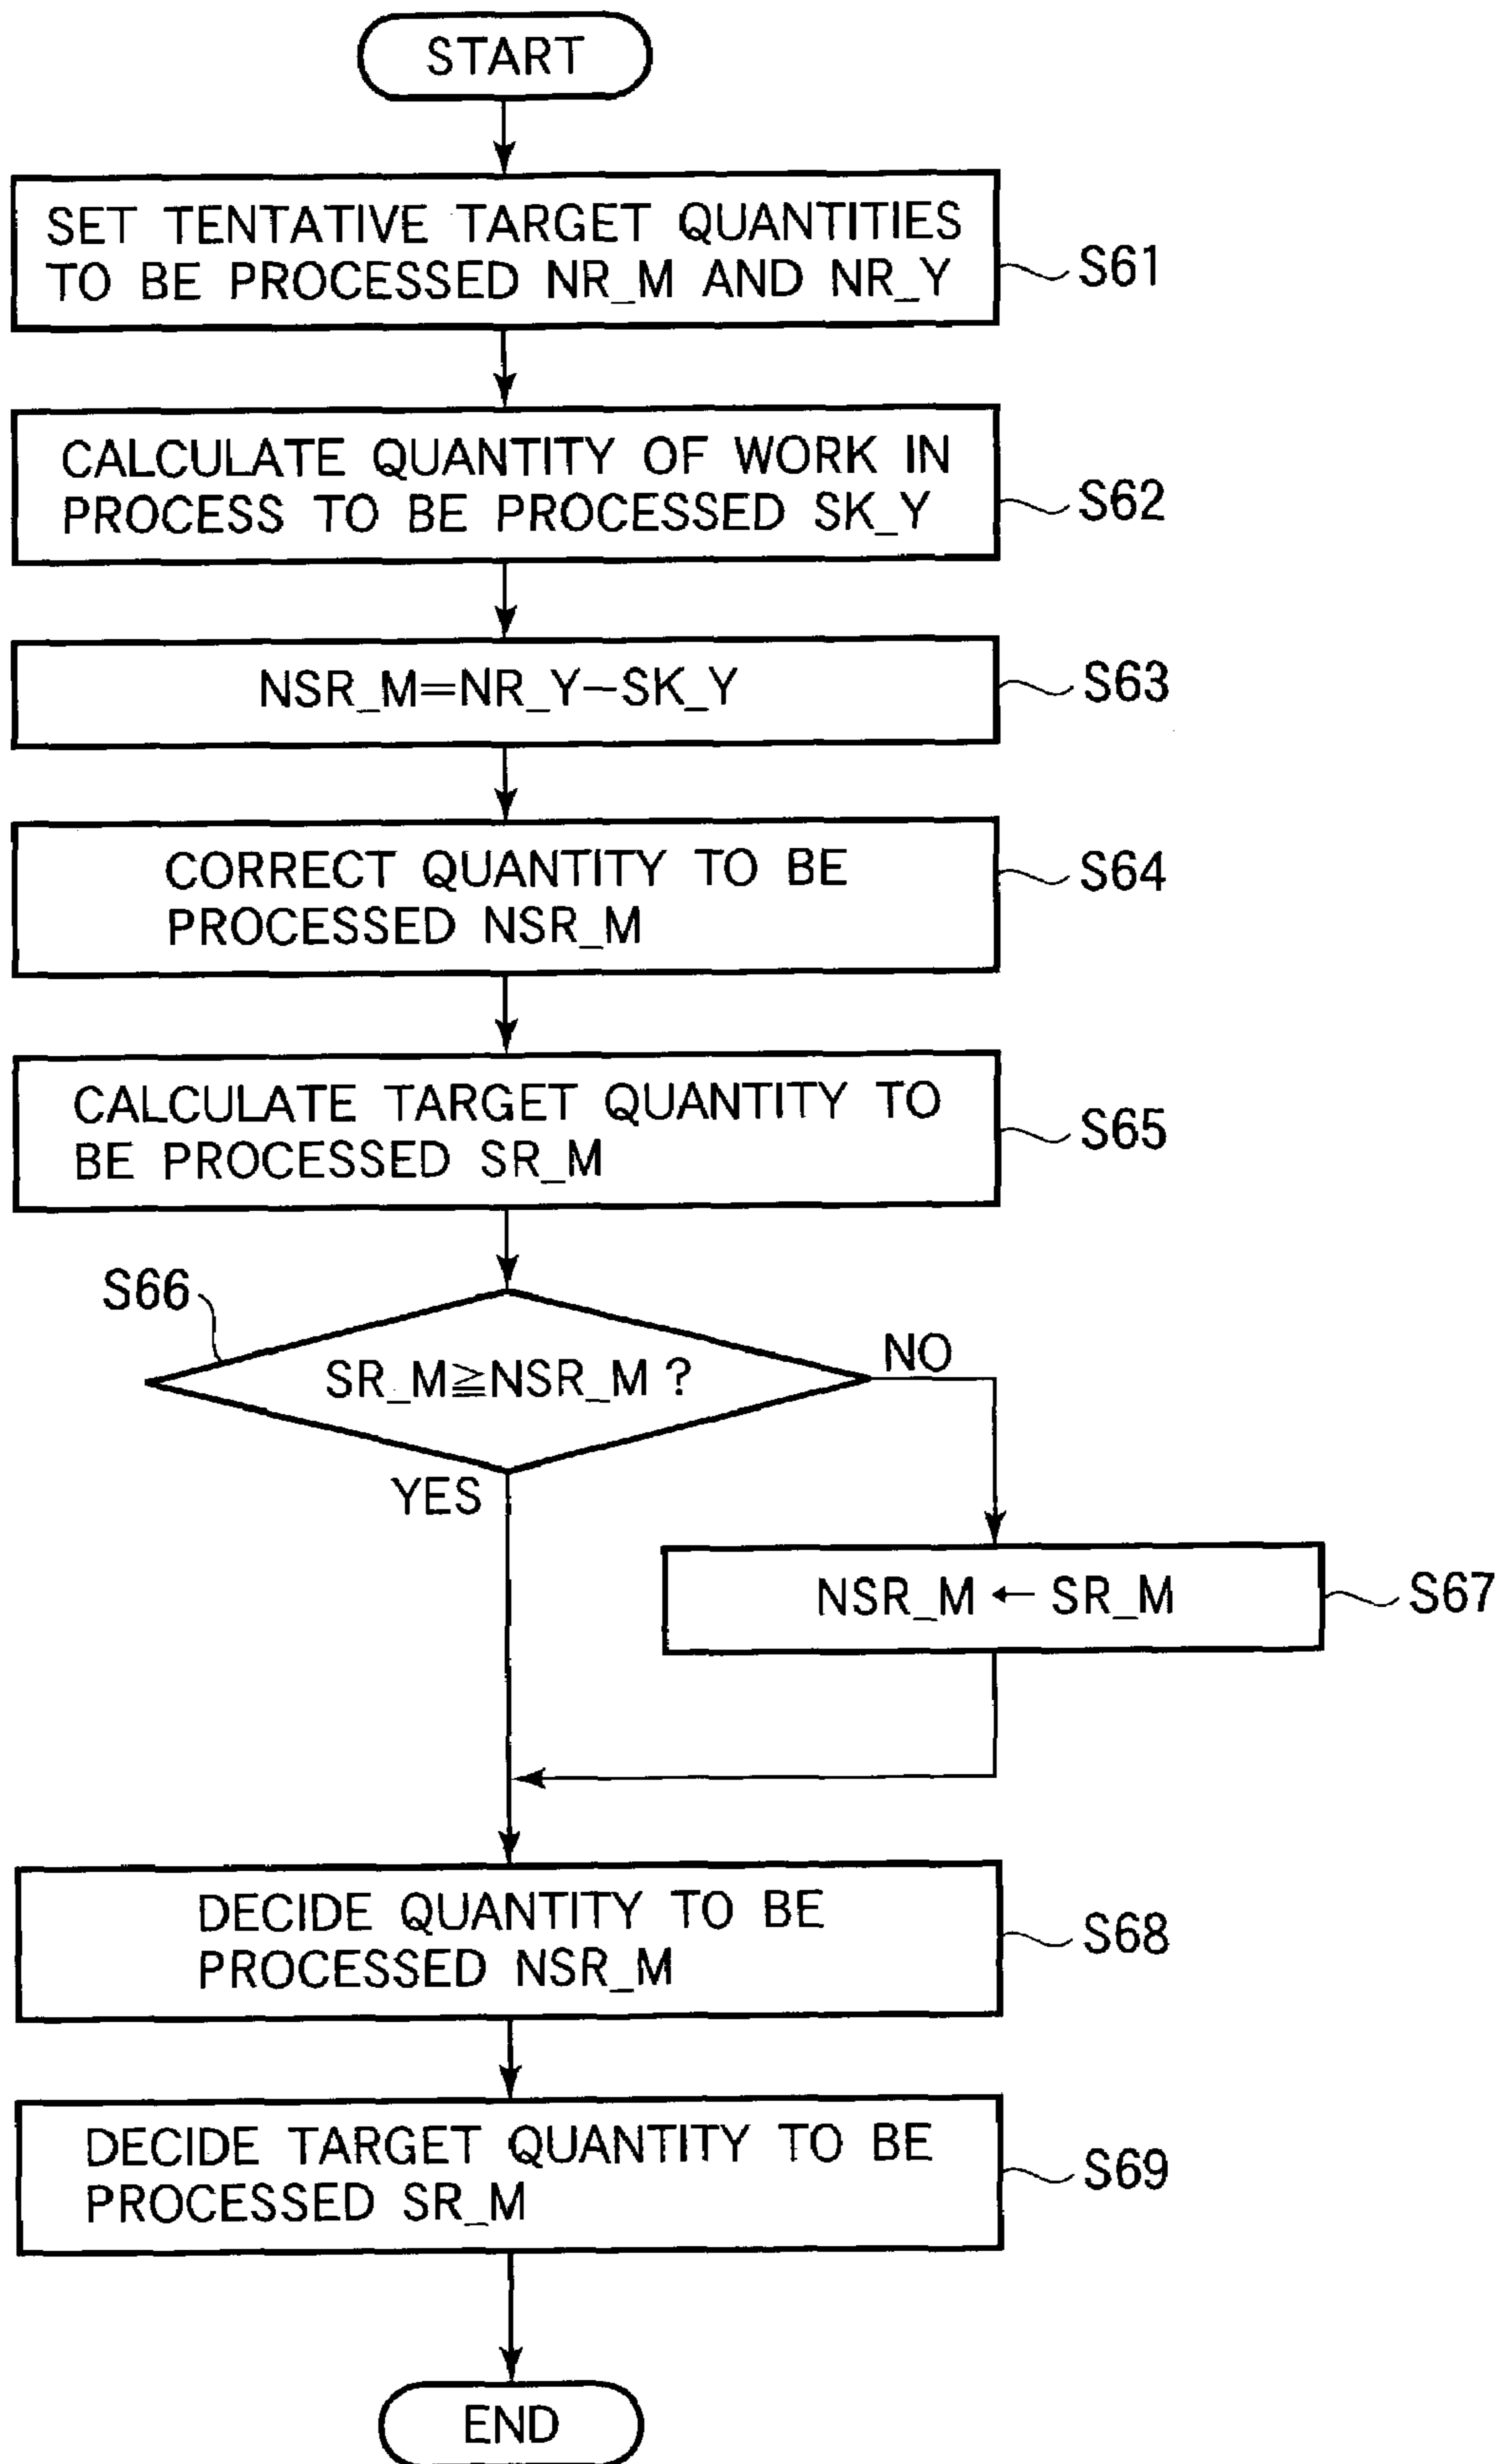 START
SET TENTATIVE TARGET QUANTITIES
TO BE PROCESSED NR_M AND NR_Y
S61
CALCULATE QUANTITY OF WORK IN
PROCESS TO BE PROCESSED SK_Y
S62
NSR_M=NR_Y-SK_Y
S63
CORRECT QUANTITY TO BE
PROCESSED NSR_M
S64
CALCULATE TARGET QUANTITY TO
BE PROCESSED SR_M
S65
S66
SR_M≧NSR_M ?
NO
YES
NSR_M ← SR_M
S67
DECIDE QUANTITY TO BE
PROCESSED NSR_M
S68
DECIDE TARGET QUANTITY TO BE
PROCESSED SR_M
S69
END